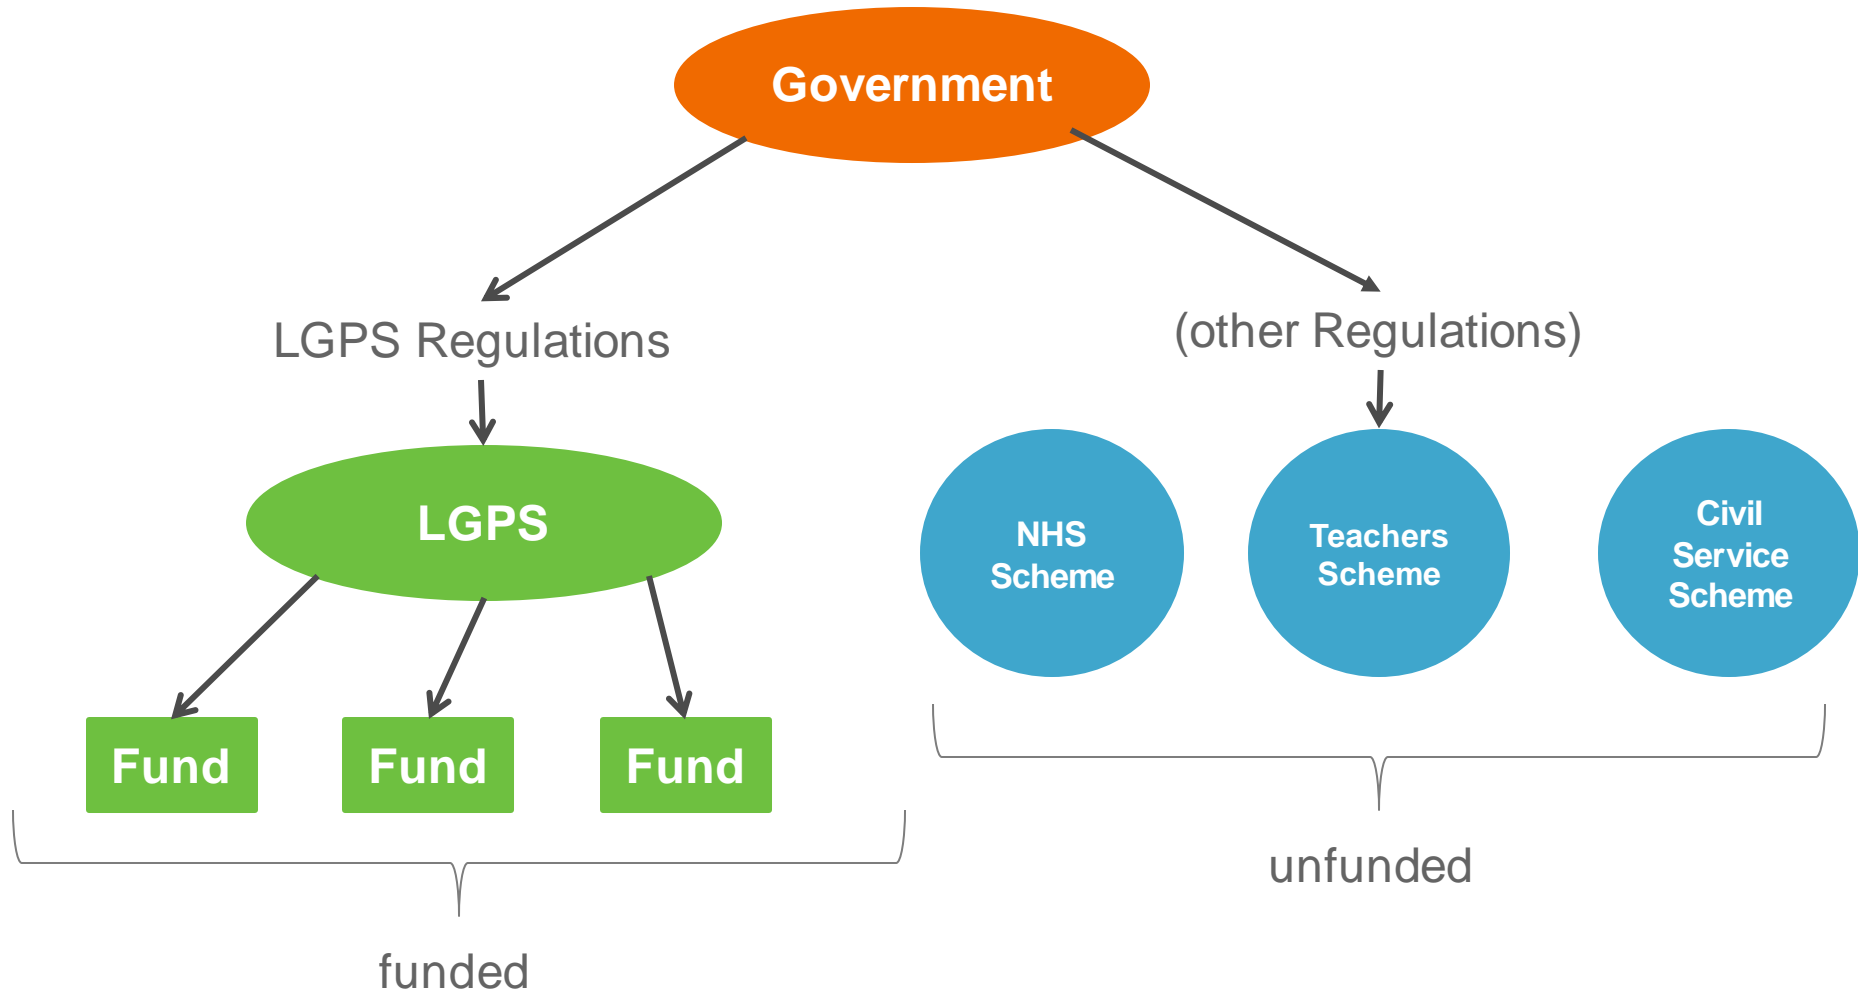 Government
LGPS Regulations
(other Regulations)
LGPS
NHS
Scheme
Teachers
Scheme
Civil
Service
Scheme
Fund
Fund
Fund
unfunded
funded